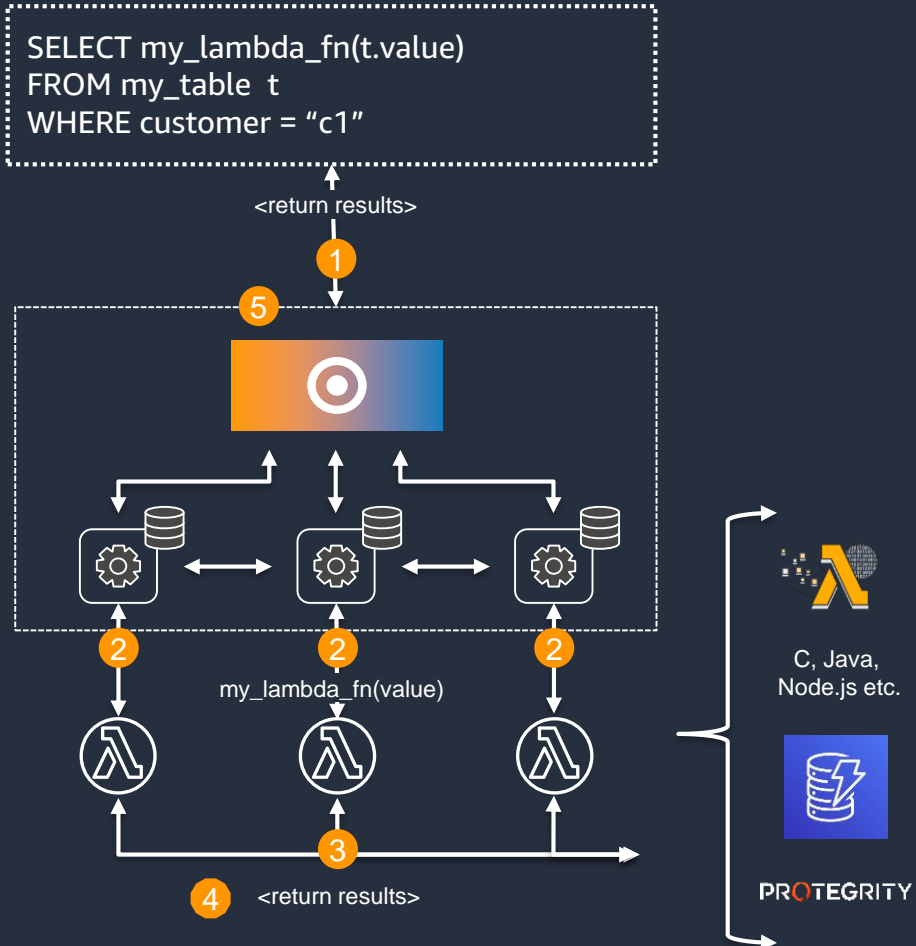 SELECT my_lambda_fn(t.value)
FROM my_table t
WHERE customer = “c1”
<return results>
1
5
2
2
2
my_lambda_fn(value)
C, Java,
Node.js etc.
3
4
<return results>
PROTEGRITY